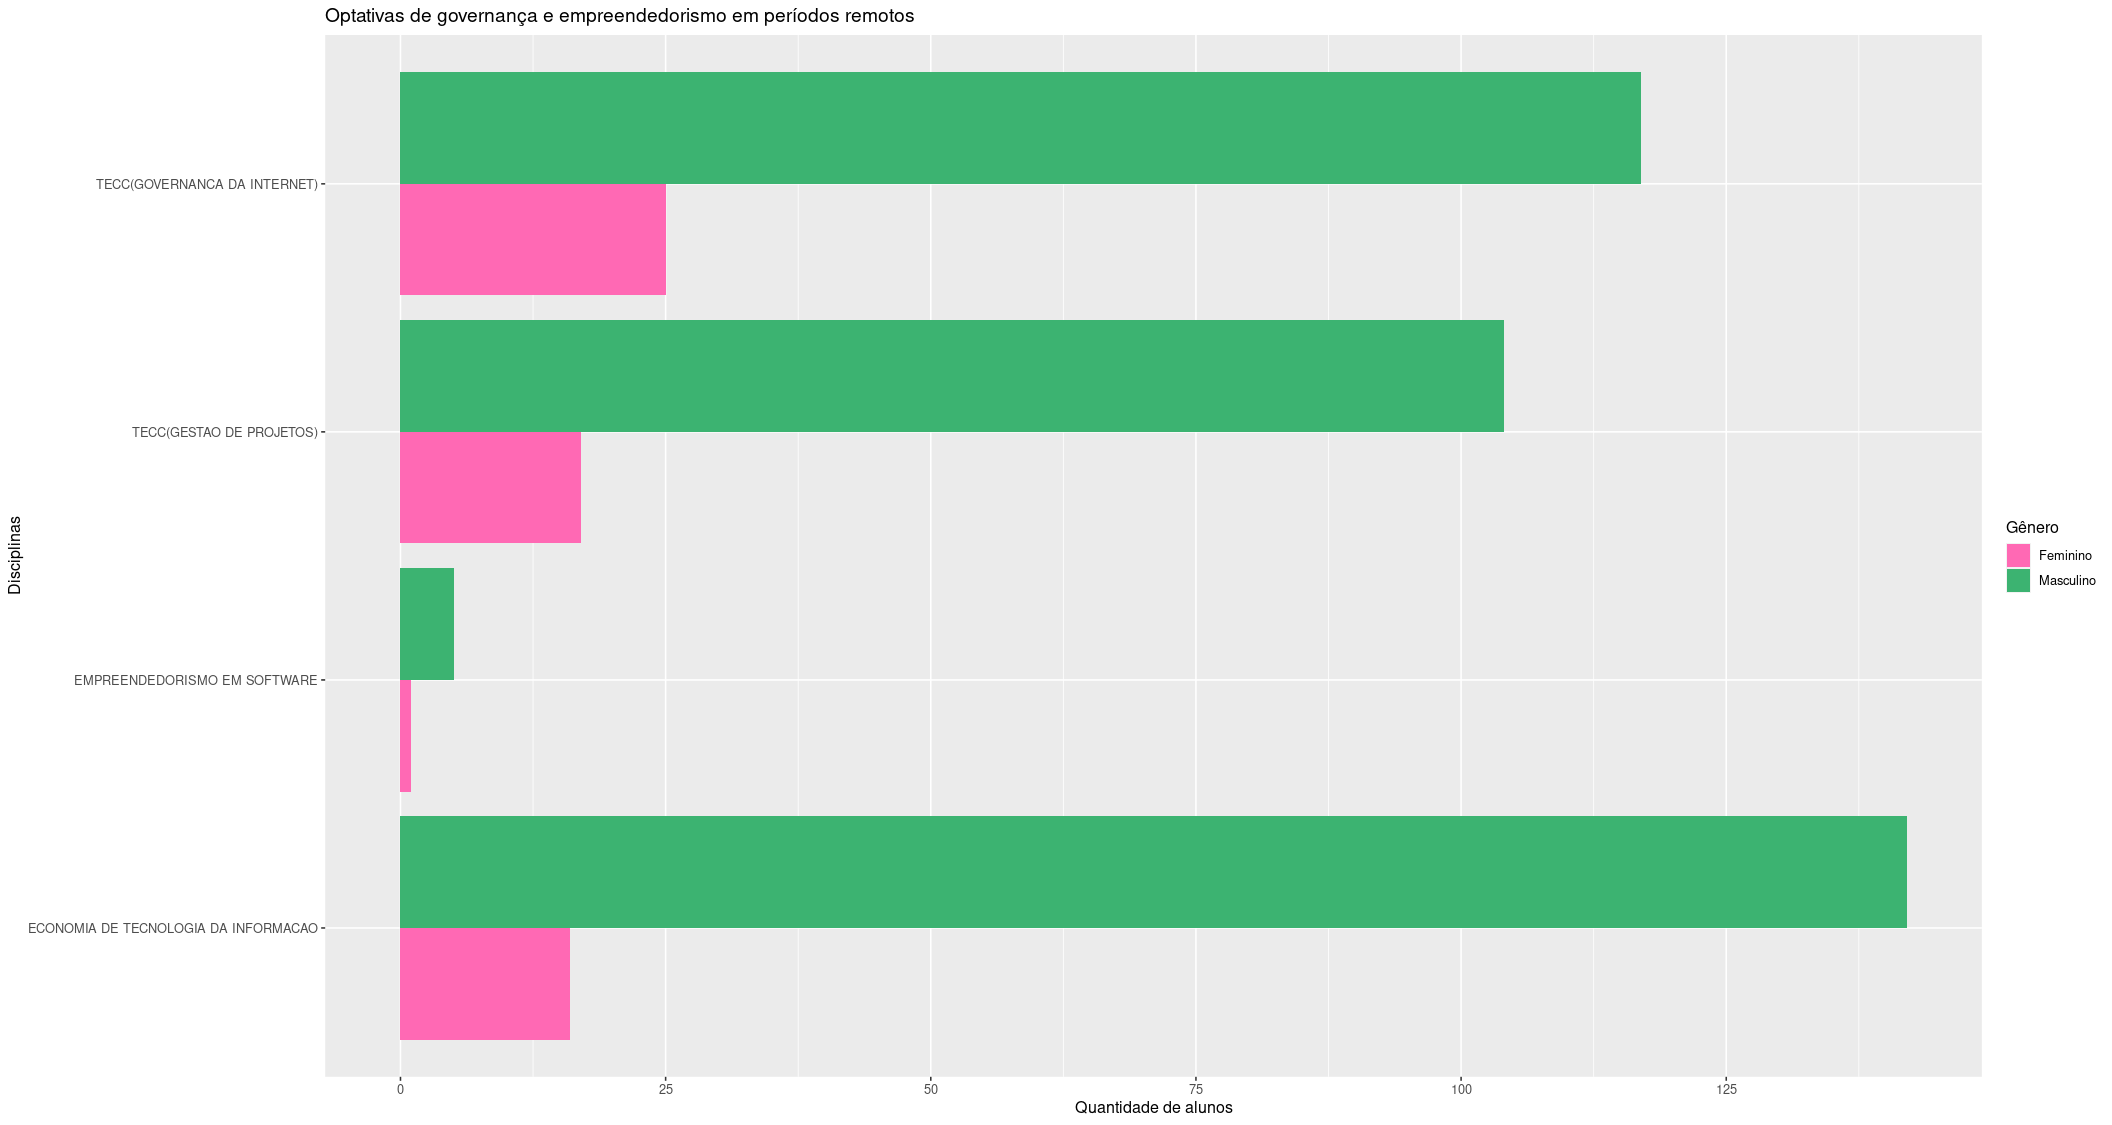 Optativas de governança e empreendedorismo em períodos remotos
TECC(GOVERNANCA DA INTERNET)
TECC(GESTAO DE PROJETOS)
EMPREENDEDORISMO EM SOFTWARE
ECONOMIA DE TECNOLOGIA DA INFORMACAO
Disciplinas
0 25 50 75 100 125
Quantidade de alunos
Gênero
Feminino
Masculino